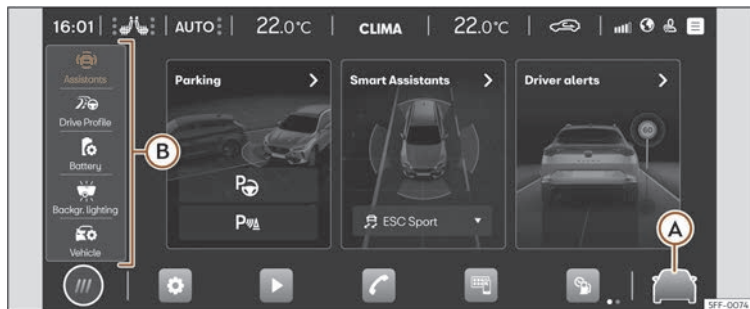 16:01 AUTO 22.0°C CLIMA 22.0°C
Assistants
Drive Profile
Battery
Backgr. lighting
Vehicle
B
Parking
P
P
Smart Assistants
ESC Sport
Driver alerts
60
A
SFF-0074